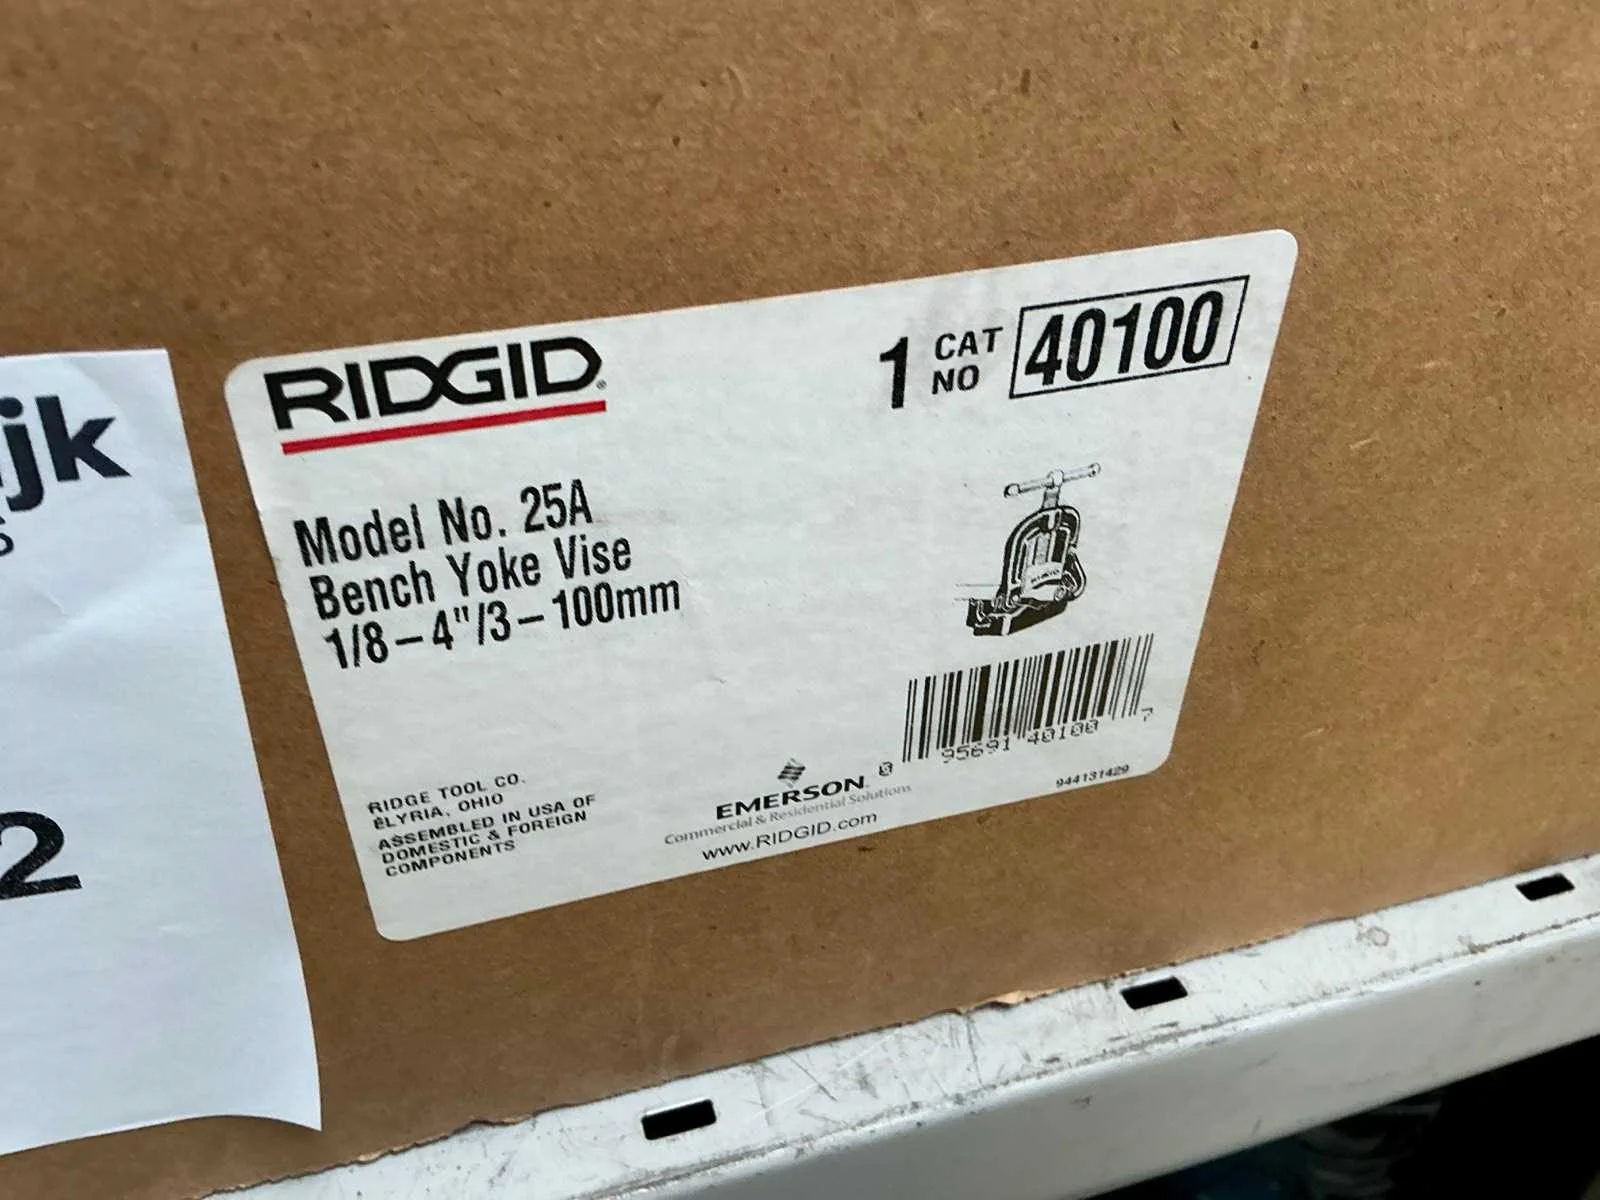 RIDGID®
1 CAT NO 40100
Model No. 25A
Bench Yoke Vise
1/8–4"/3–100mm
RIDGID
0 95691 40100 7
944131429
RIDGE TOOL CO.
ELYRIA, OHIO
ASSEMBLED IN USA OF
DOMESTIC & FOREIGN
COMPONENTS
EMERSON
Commercial & Residential Solutions
www.RIDGID.com
jk
2